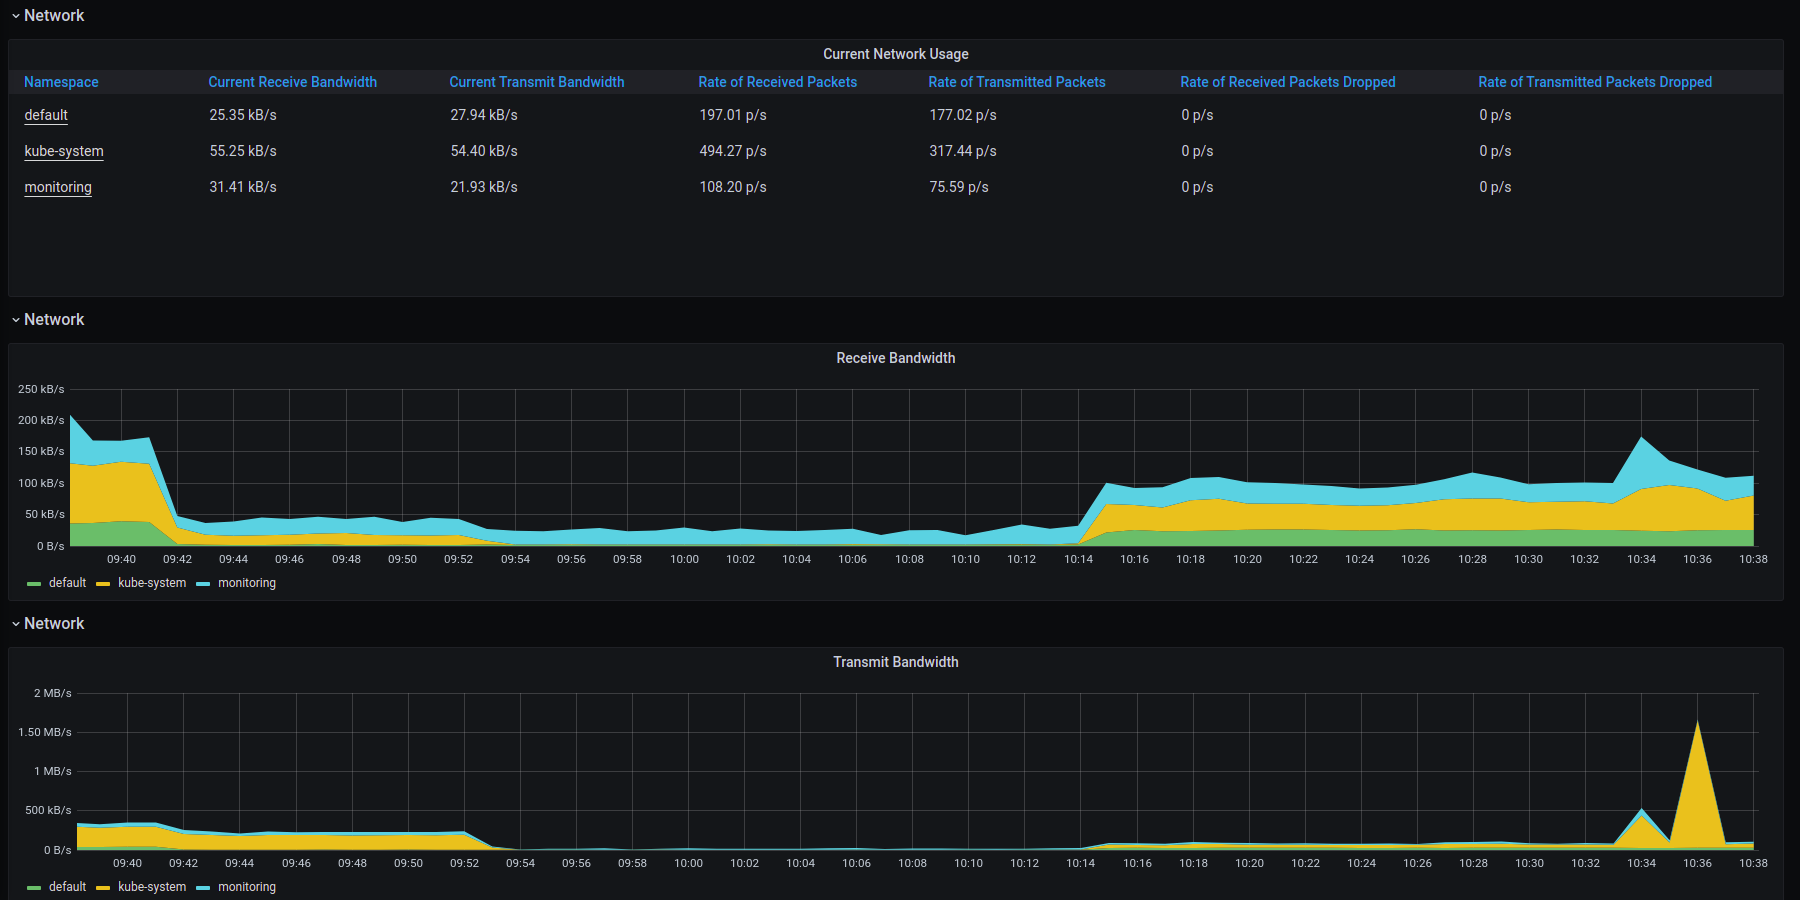 Network
Current Network Usage
Namespace Current Receive Bandwidth Current Transmit Bandwidth Rate of Received Packets Rate of Transmitted Packets Rate of Received Packets Dropped Rate of Transmitted Packets Dropped
default 25.35 kB/s 27.94 kB/s 197.01 p/s 177.02 p/s 0 p/s 0 p/s
kube-system 55.25 kB/s 54.40 kB/s 494.27 p/s 317.44 p/s 0 p/s 0 p/s
monitoring 31.41 kB/s 21.93 kB/s 108.20 p/s 75.59 p/s 0 p/s 0 p/s
Network
Receive Bandwidth
250 kB/s
200 kB/s
150 kB/s
100 kB/s
50 kB/s
0 B/s
09:40 09:42 09:44 09:46 09:48 09:50 09:52 09:54 09:56 09:58 10:00 10:02 10:04 10:06 10:08 10:10 10:12 10:14 10:16 10:18 10:20 10:22 10:24 10:26 10:28 10:30 10:32 10:34 10:36 10:38
default kube-system monitoring
Network
Transmit Bandwidth
2 MB/s
1.50 MB/s
1 MB/s
500 kB/s
0 B/s
09:40 09:42 09:44 09:46 09:48 09:50 09:52 09:54 09:56 09:58 10:00 10:02 10:04 10:06 10:08 10:10 10:12 10:14 10:16 10:18 10:20 10:22 10:24 10:26 10:28 10:30 10:32 10:34 10:36 10:38
default kube-system monitoring